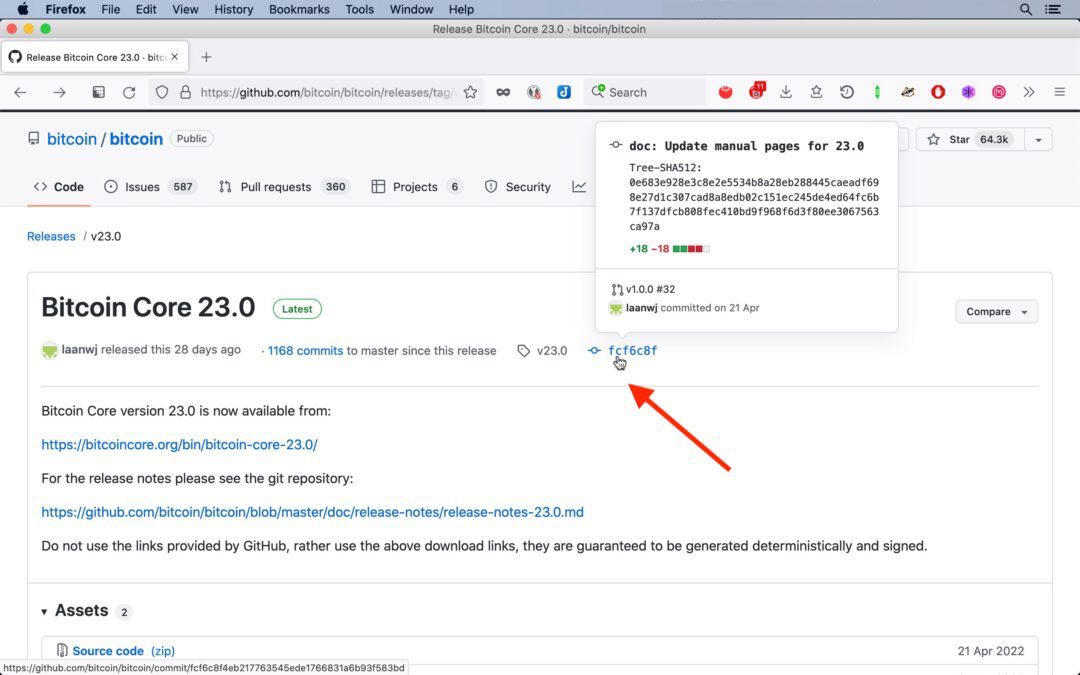 Firefox File Edit View History Bookmarks Tools Window Help
Release Bitcoin Core 23.0 · bitcoin/bitcoin
Release Bitcoin Core 23.0 · bitc
https://github.com/bitcoin/bitcoin/releases/tag/
Search
11
bitcoin / bitcoin Public
Star 64.3k
Code Issues 587 Pull requests 360 Projects 6 Security
doc: Update manual pages for 23.0
Tree-SHA512:
0e683e928e3c8e2e5534b8a28eb288445caeadf69
8e27d1c307cad8a8edb02c151ec245de4ed64fc6b
7f137dfcb808fec410bd9f968f6d3f80ee3067563
ca97a
+18 −18
v1.0.0 #32
laanwj committed on 21 Apr
Releases / v23.0
Bitcoin Core 23.0 Latest
Compare
laanwj released this 28 days ago · 1168 commits to master since this release v23.0 fcf6c8f
Bitcoin Core version 23.0 is now available from:
https://bitcoincore.org/bin/bitcoin-core-23.0/
For the release notes please see the git repository:
https://github.com/bitcoin/bitcoin/blob/master/doc/release-notes/release-notes-23.0.md
Do not use the links provided by GitHub, rather use the above download links, they are guaranteed to be generated deterministically and signed.
Assets 2
Source code (zip) 21 Apr 2022
https://github.com/bitcoin/bitcoin/commit/fcf6c8f4eb217763545ede1766831a6b93f583bd